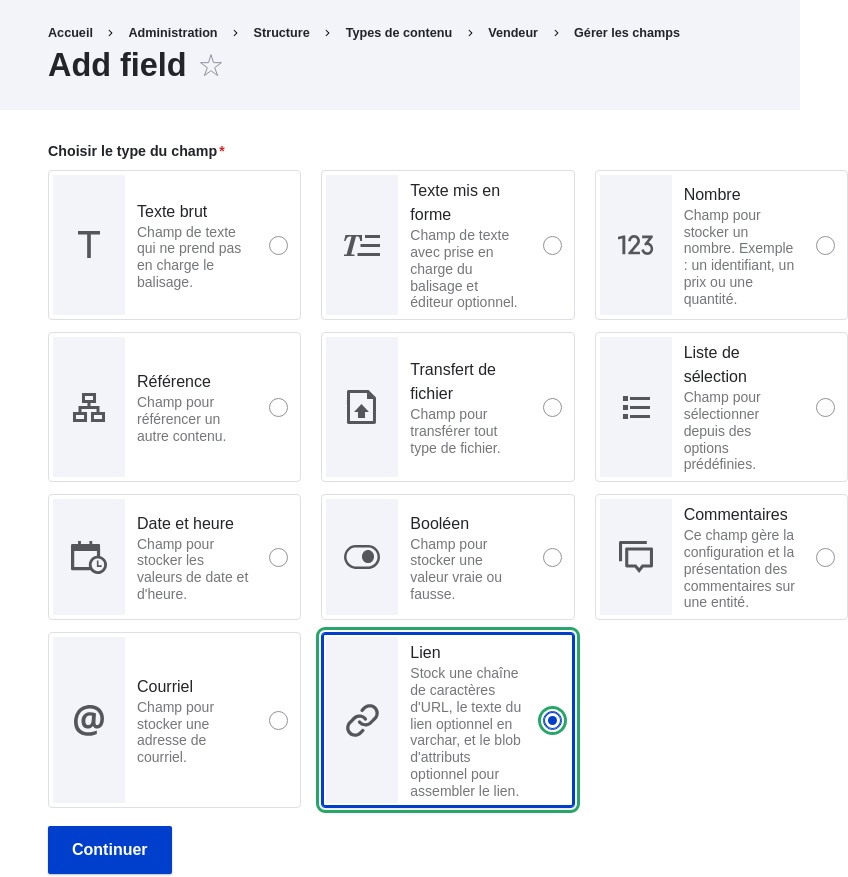 Accueil > Administration > Structure > Types de contenu > Vendeur > Gérer les champs
Add field ☆
Choisir le type du champ*
Texte brut
Champ de texte
qui ne prend pas
en charge le
balisage.
Texte mis en
forme
Champ de texte
avec prise en
charge du
balisage et
éditeur optionnel.
123
Nombre
Champ pour
stocker un
nombre. Exemple
: un identifiant, un
prix ou une
quantité.
Référence
Champ pour
référencer un
autre contenu.
Transfert de
fichier
Champ pour
transférer tout
type de fichier.
Liste de
sélection
Champ pour
sélectionner
depuis des
options
prédéfinies.
Date et heure
Champ pour
stocker les
valeurs de date et
d'heure.
Booléen
Champ pour
stocker une
valeur vraie ou
fausse.
Commentaires
Ce champ gère la
configuration et la
présentation des
commentaires sur
une entité.
@
Courriel
Champ pour
stocker une
adresse de
courriel.
Lien
Stock une chaîne
de caractères
d'URL, le texte du
lien optionnel en
varchar, et le blob
d'attributs
optionnel pour
assembler le lien.
Continuer